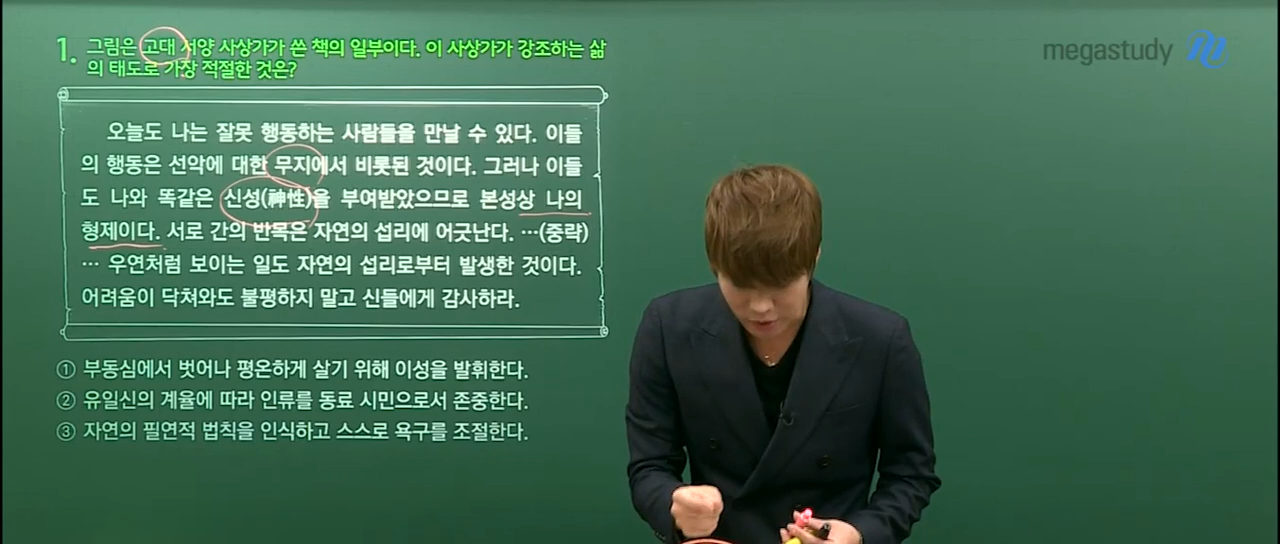 megastudy
1. 그림은 고대 서양 사상가가 쓴 책의 일부이다. 이 사상가가 강조하는 삶
의 태도로 가장 적절한 것은?
오늘도 나는 잘못 행동하는 사람들을 만날 수 있다. 이들
의 행동은 선악에 대한 무지에서 비롯된 것이다. 그러나 이들
도 나와 똑같은 신성(神性)을 부여받았으므로 본성상 나의
형제이다. 서로 간의 반목은 자연의 섭리에 어긋난다. …(중략)
… 우연처럼 보이는 일도 자연의 섭리로부터 발생한 것이다.
어려움이 닥쳐와도 불평하지 말고 신들에게 감사하라.
① 부동심에서 벗어나 평온하게 살기 위해 이성을 발휘한다.
② 유일신의 계율에 따라 인류를 동료 시민으로서 존중한다.
③ 자연의 필연적 법칙을 인식하고 스스로 욕구를 조절한다.